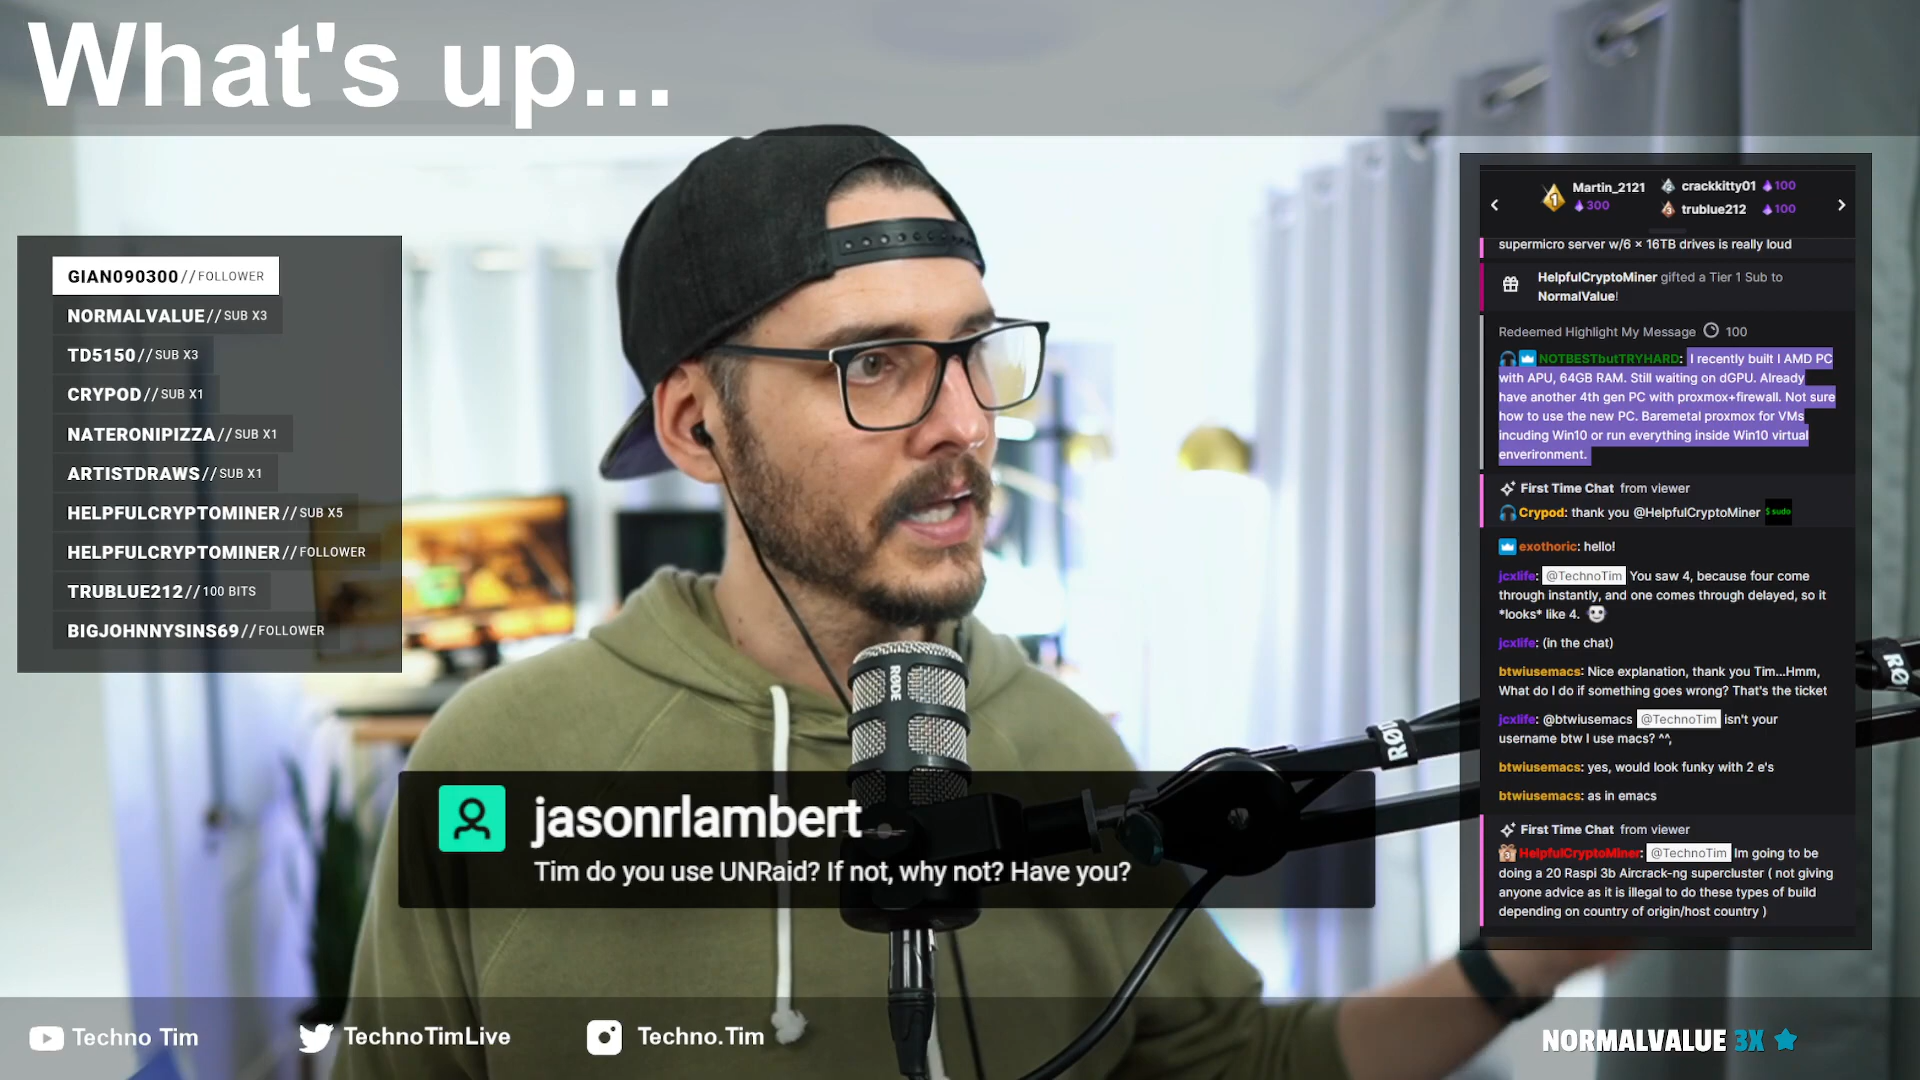 What's up...
GIAN090300 // FOLLOWER
NORMALVALUE // SUB X3
TD5150 // SUB X3
CRYPOD // SUB X1
NATERONIPIZZA // SUB X1
ARTISTDRAWS // SUB X1
HELPFULCRYPTOMINER // SUB X5
HELPFULCRYPTOMINER // FOLLOWER
TRUBLUE212 // 100 BITS
BIGJOHNNYSINS69 // FOLLOWER
1 Martin_2121 300
2 crackkitty01 100
3 trublue212 100
supermicro server w/6 x 16TB drives is really loud
HelpfulCryptoMiner gifted a Tier 1 Sub to
NormalValue!
Redeemed Highlight My Message 100
NOTBESTbutTRYHARD: I recently built I AMD PC
with APU, 64GB RAM. Still waiting on dGPU. Already
have another 4th gen PC with proxmox+firewall. Not sure
how to use the new PC. Baremetal proxmox for VMs
incuding Win10 or run everything inside Win10 virtual
enverironment.
First Time Chat from viewer
Crypod: thank you @HelpfulCryptoMiner $ sudo
exothoric: hello!
jcxlife: @TechnoTim You saw 4, because four come
through instantly, and one comes through delayed, so it
*looks* like 4.
jcxlife: (in the chat)
btwiusemacs: Nice explanation, thank you Tim...Hmm,
What do I do if something goes wrong? That's the ticket
jcxlife: @btwiusemacs @TechnoTim isn't your
username btw I use macs? ^^,
btwiusemacs: yes, would look funky with 2 e's
btwiusemacs: as in emacs
First Time Chat from viewer
3 HelpfulCryptoMiner: @TechnoTim Im going to be
doing a 20 Raspi 3b Aircrack-ng supercluster ( not giving
anyone advice as it is illegal to do these types of build
depending on country of origin/host country )
RØDE
RØD
RØ
jasonrlambert
Tim do you use UNRaid? If not, why not? Have you?
Techno Tim
TechnoTimLive
Techno.Tim
NORMALVALUE 3X